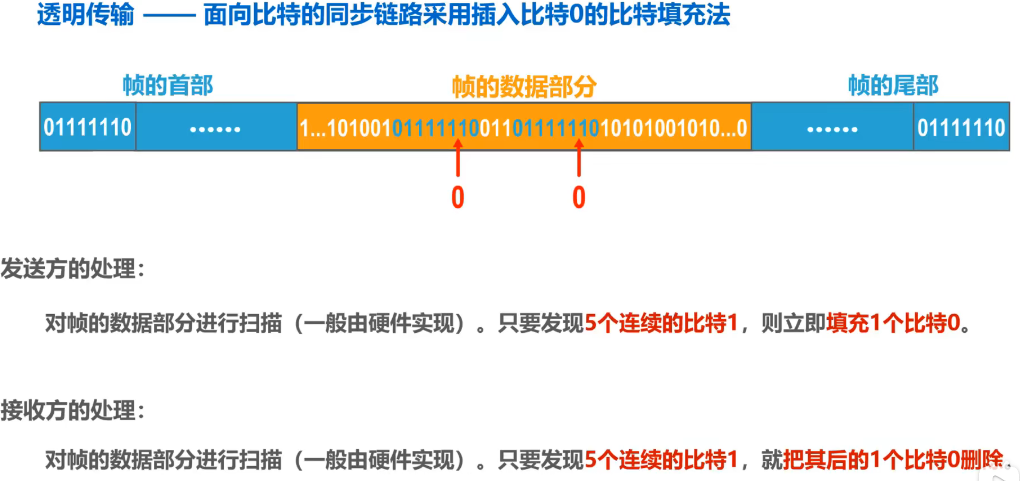 透明传输 —— 面向比特的同步链路采用插入比特0的比特填充法
帧的首部 帧的数据部分 帧的尾部
01111110 …… 1...101001011111100110111111010101001010...0 …… 01111110
0 0
发送方的处理：
对帧的数据部分进行扫描（一般由硬件实现）。只要发现5个连续的比特1，则立即填充1个比特0。
接收方的处理：
对帧的数据部分进行扫描（一般由硬件实现）。只要发现5个连续的比特1，就把其后的1个比特0删除。